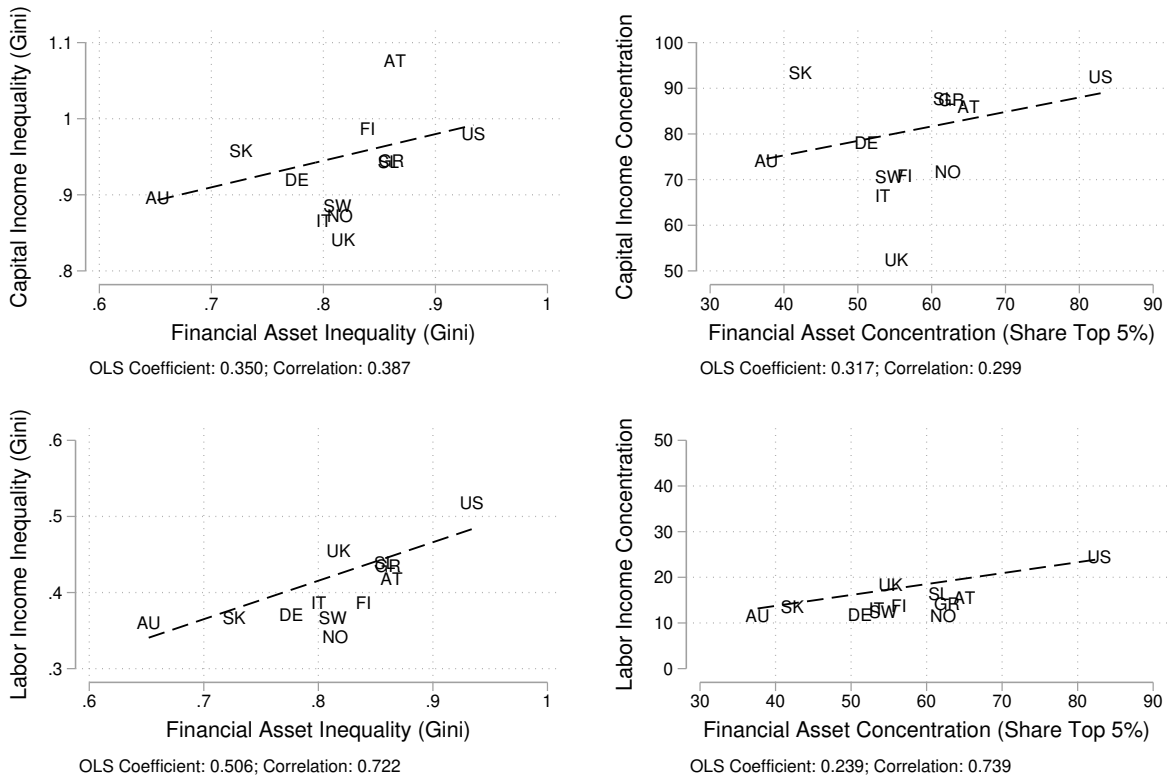 Capital Income Inequality (Gini)
1.1
1
.9
.8
AT
FI
US
SK
GR
SL
DE
AU
SW
NO
IT
UK
.6 .7 .8 .9 1
Financial Asset Inequality (Gini)
OLS Coefficient: 0.350; Correlation: 0.387
Capital Income Concentration
100
90
80
70
60
50
SK
US
SL
GR
AT
DE
AU
NO
SW
FI
IT
UK
30 40 50 60 70 80 90
Financial Asset Concentration (Share Top 5%)
OLS Coefficient: 0.317; Correlation: 0.299
Labor Income Inequality (Gini)
.6
.5
.4
.3
US
UK
SL
GR
AT
IT
FI
DE
SK
SW
AU
NO
.6 .7 .8 .9 1
Financial Asset Inequality (Gini)
OLS Coefficient: 0.506; Correlation: 0.722
Labor Income Concentration
50
40
30
20
10
0
US
UK
SL
AT
GR
SK
IT
FI
SW
DE
AU
NO
30 40 50 60 70 80 90
Financial Asset Concentration (Share Top 5%)
OLS Coefficient: 0.239; Correlation: 0.739